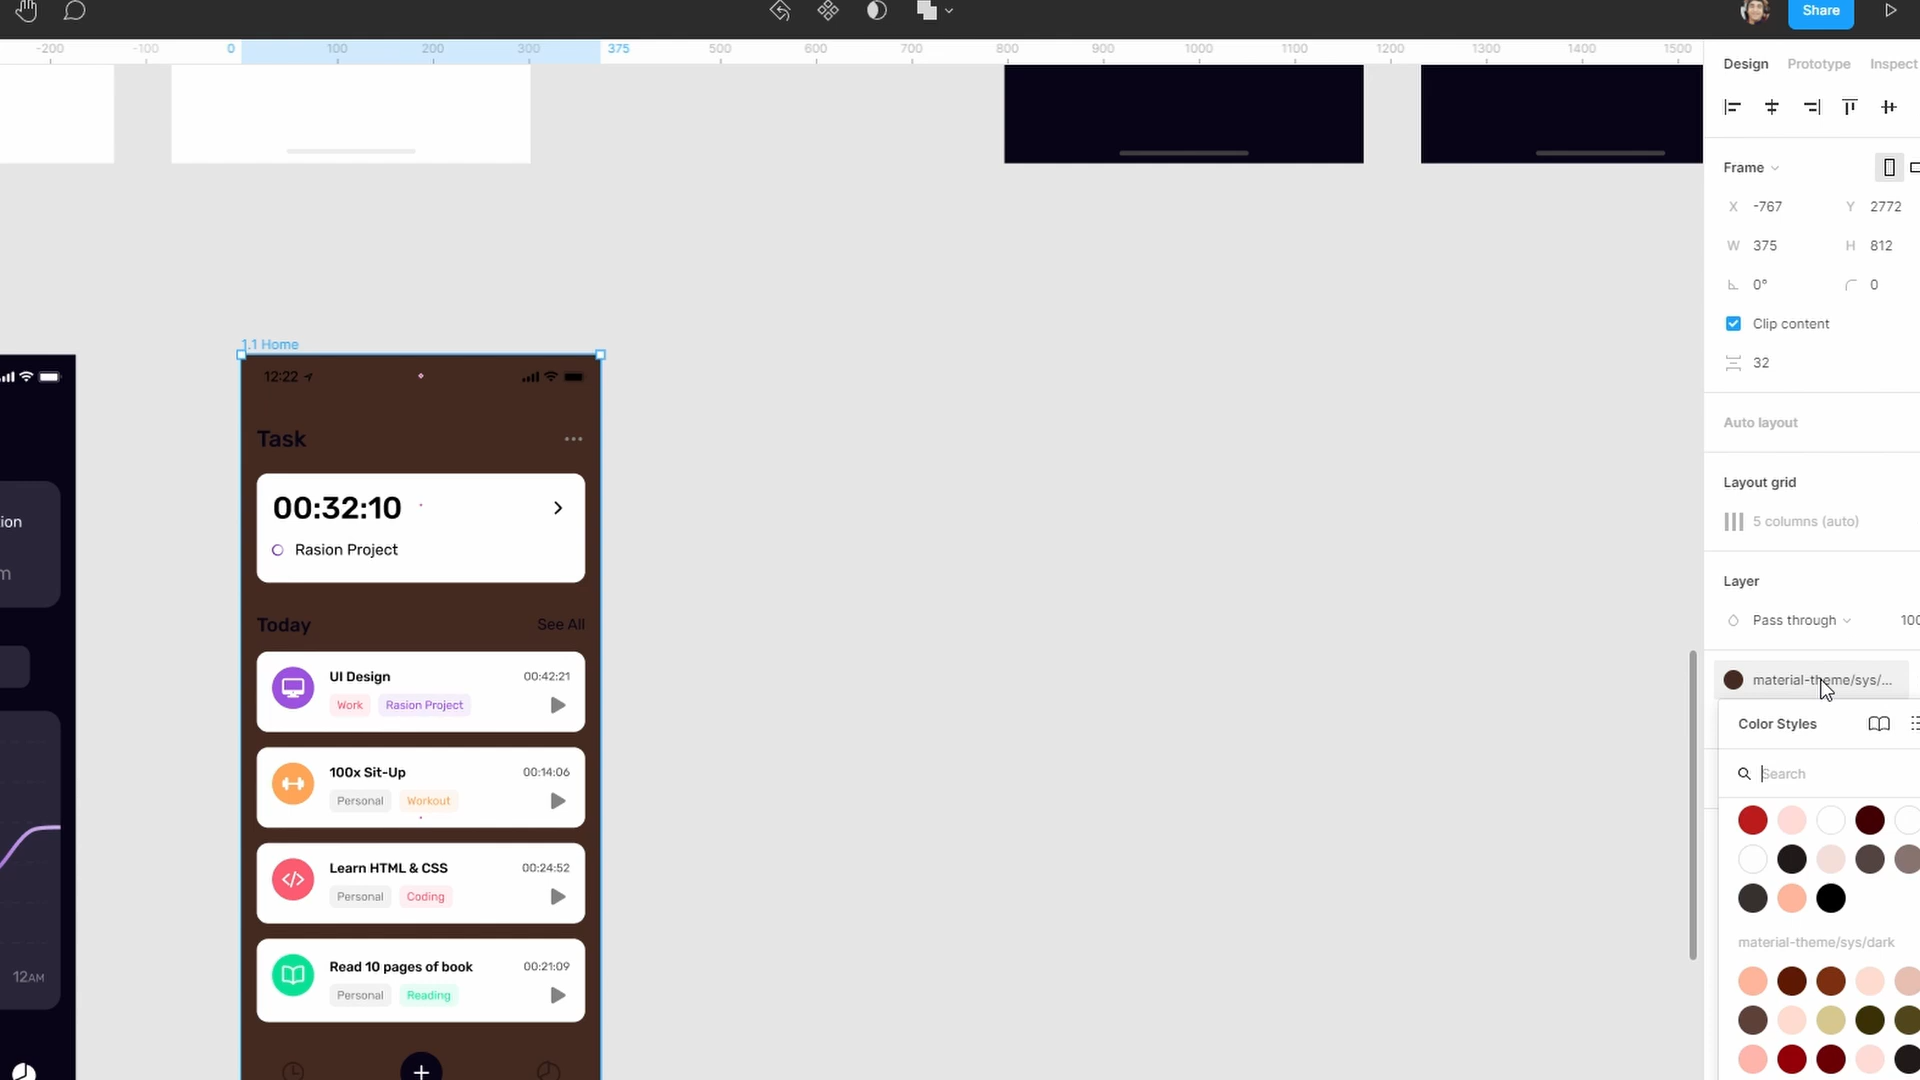 Share
-200 -100 0 100 200 300 375 500 600 700 800 900 1000 1100 1200 1300 1400 1500
Design Prototype Inspect
Frame
X -767 Y 2772
W 375 H 812
0° 0
Clip content
32
Auto layout
Layout grid
5 columns (auto)
Layer
Pass through 100
material-theme/sys/...
Color Styles
Search
material-theme/sys/dark
1.1 Home
12:22
Task
00:32:10
Rasion Project
Today See All
UI Design 00:42:21
Work Rasion Project
100x Sit-Up 00:14:06
Personal Workout
Learn HTML & CSS 00:24:52
Personal Coding
Read 10 pages of book 00:21:09
Personal Reading
12AM